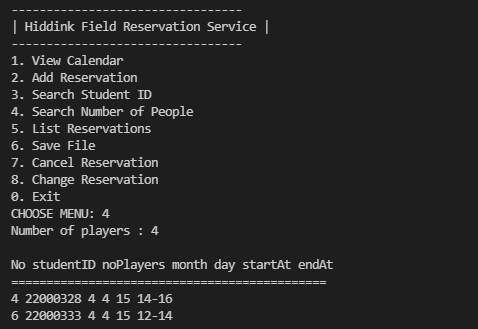 ---------------------------------
| Hiddink Field Reservation Service |
---------------------------------
1. View Calendar
2. Add Reservation
3. Search Student ID
4. Search Number of People
5. List Reservations
6. Save File
7. Cancel Reservation
8. Change Reservation
0. Exit
CHOOSE MENU: 4
Number of players : 4
No studentID noPlayers month day startAt endAt
=============================================
4 22000328 4 4 15 14-16
6 22000333 4 4 15 12-14